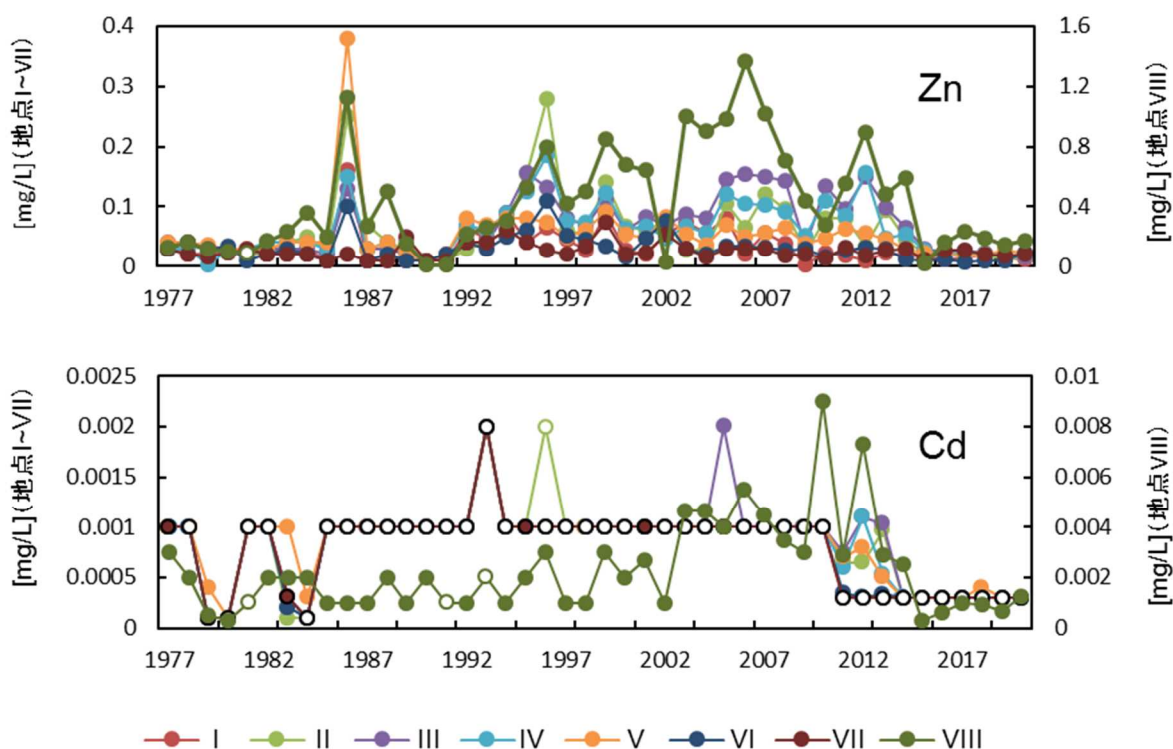 0.4
0.3
0.2
0.1
0
[mg/L](地点I~VII)
Zn
1.6
1.2
0.8
0.4
0
[mg/L](地点VIII)
1977 1982 1987 1992 1997 2002 2007 2012 2017
0.0025
0.002
0.0015
0.001
0.0005
0
[mg/L](地点I~VII)
Cd
0.01
0.008
0.006
0.004
0.002
0
[mg/L](地点VIII)
1977 1982 1987 1992 1997 2002 2007 2012 2017
I II III IV V VI VII VIII